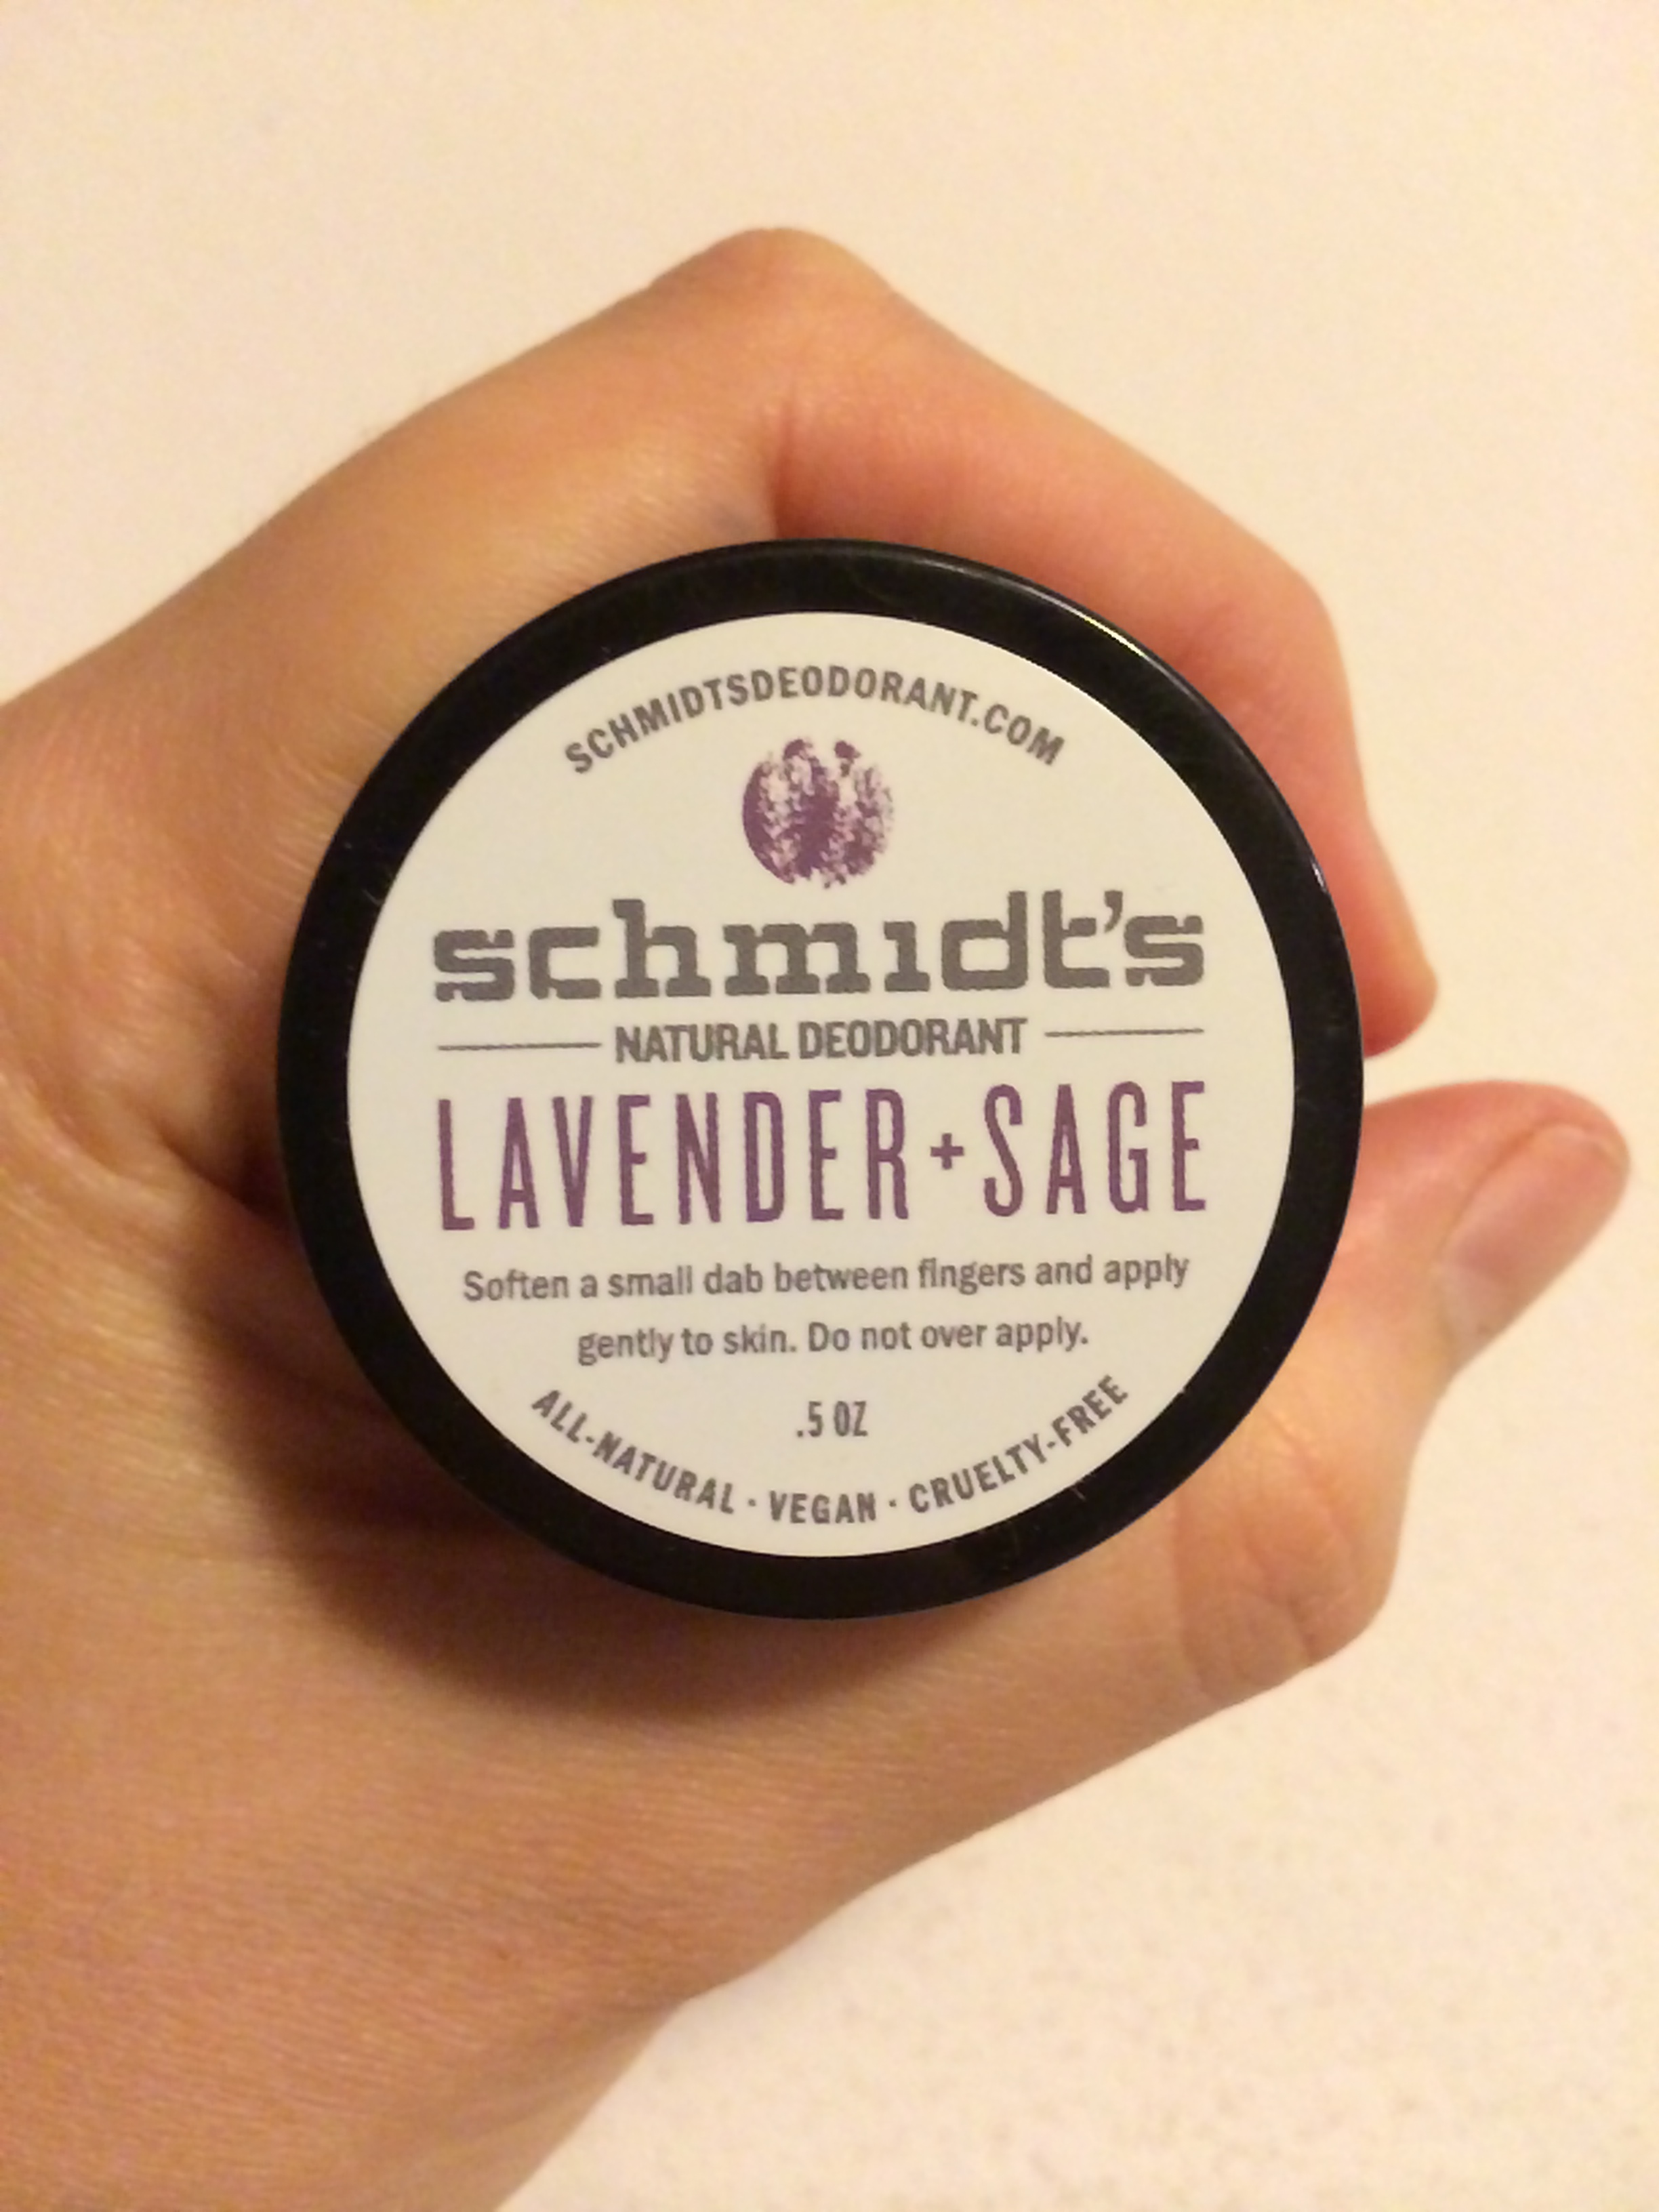 SCHMIDTSDEODORANT.COM
schmidt's
NATURAL DEODORANT
LAVENDER+SAGE
Soften a small dab between fingers and apply
gently to skin. Do not over apply.
.5 OZ
ALL-NATURAL · VEGAN · CRUELTY-FREE